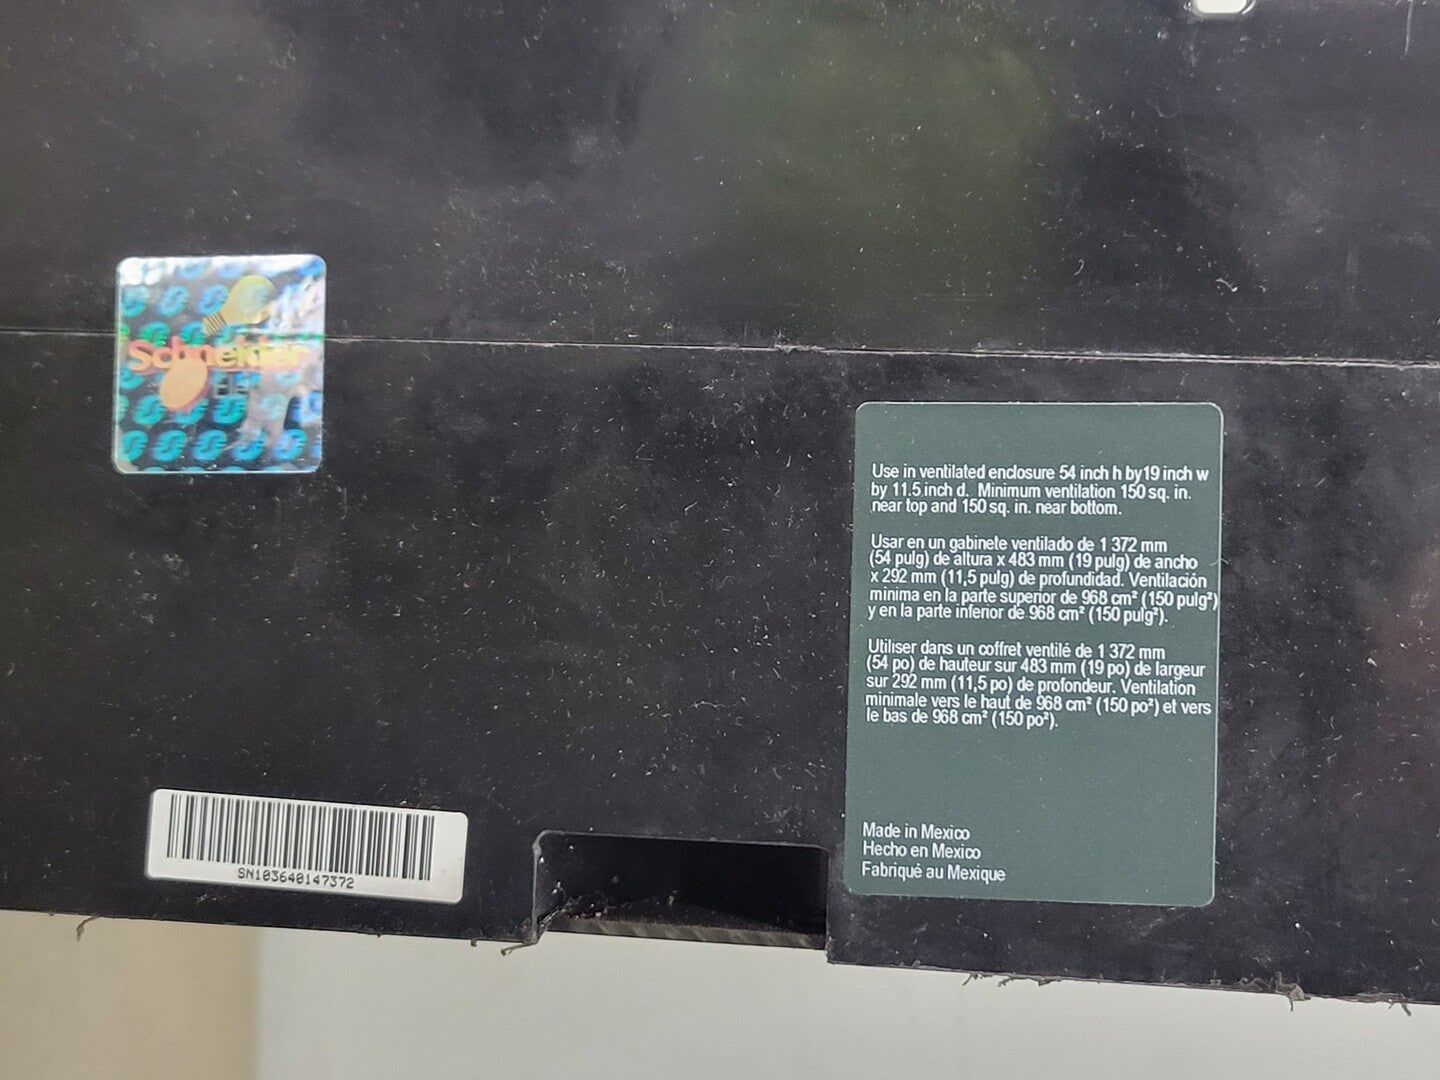 Schneider
Use in ventilated enclosure 54 inch h by19 inch w
by 11.5 inch d. Minimum ventilation 150 sq. in.
near top and 150 sq. in. near bottom.
Usar en un gabinete ventilado de 1 372 mm
(54 pulg) de altura x 483 mm (19 pulg) de ancho
x 292 mm (11,5 pulg) de profundidad. Ventilación
minima en la parte superior de 968 cm² (150 pulg²)
y en la parte inferior de 968 cm² (150 pulg²).
Utiliser dans un coffret ventilé de 1 372 mm
(54 po) de hauteur sur 483 mm (19 po) de largeur
sur 292 mm (11,5 po) de profondeur. Ventilation
minimale vers le haut de 968 cm² (150 po²) et vers
le bas de 968 cm² (150 po²).
SN103640147372
Made in Mexico
Hecho en Mexico
Fabriqué au Mexique